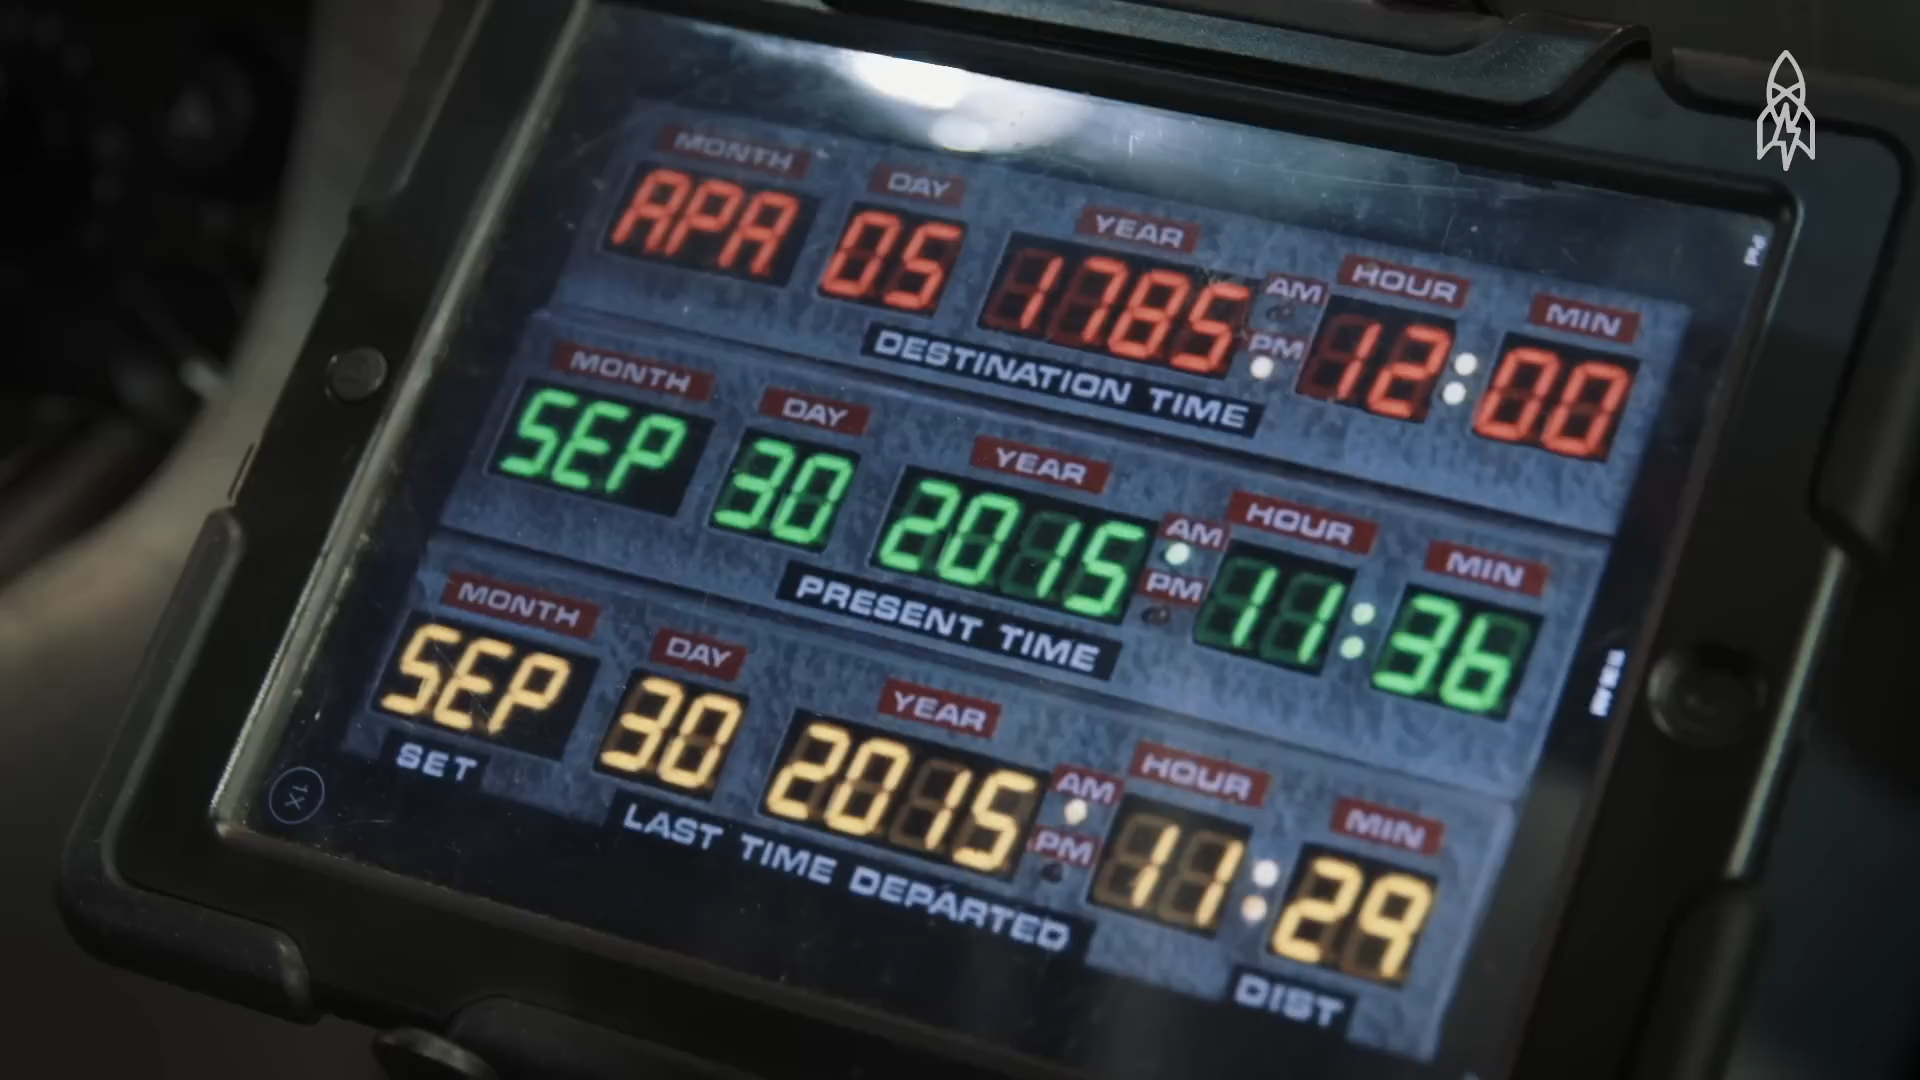 MONTH DAY YEAR AM HOUR MIN
APR 05 1785 PM 12:00
DESTINATION TIME
MONTH DAY YEAR AM HOUR MIN
SEP 30 2015 PM 11:36
PRESENT TIME
MONTH DAY YEAR AM HOUR MIN
SEP 30 2015 PM 11:29
SET LAST TIME DEPARTED DIST
1X